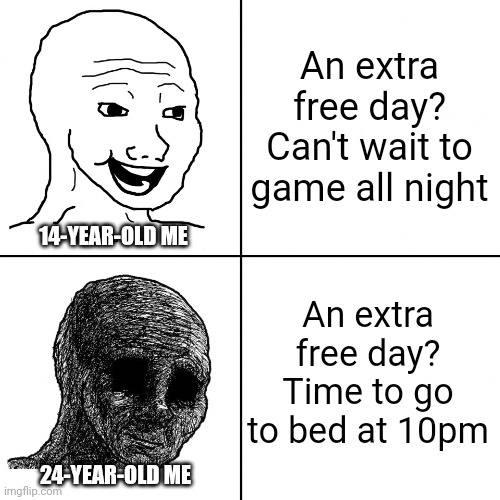 An extra
free day?
Can't wait to
game all night
14-YEAR-OLD ME
An extra
free day?
Time to go
to bed at 10pm
24-YEAR-OLD ME
imgflip.com